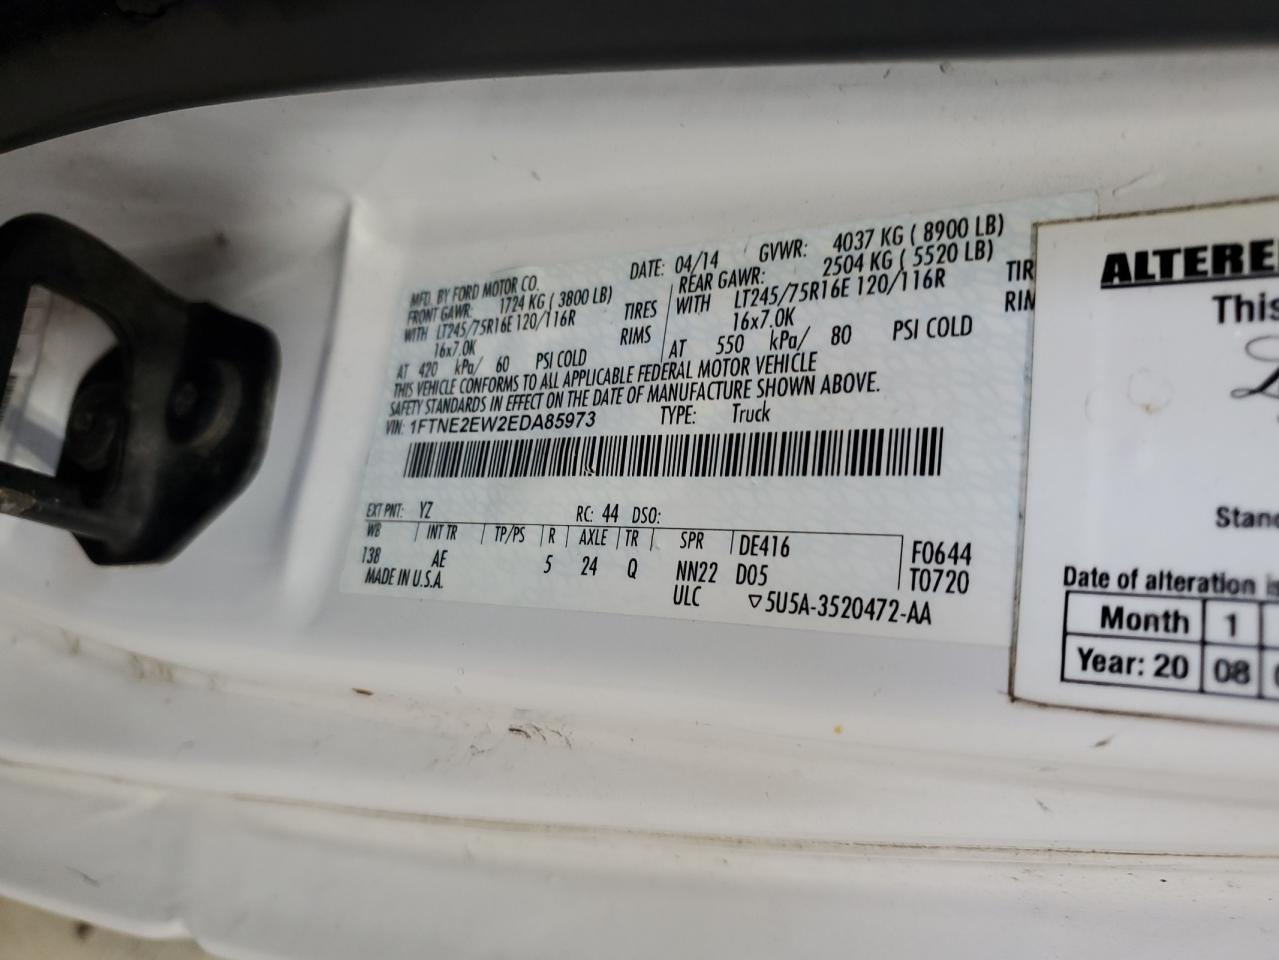 MFD. BY FORD MOTOR CO.
DATE: 04/14 GVWR: 4037 KG ( 8900 LB)
FRONT GAWR: 1724 KG ( 3800 LB) REAR GAWR: 2504 KG ( 5520 LB)
WITH LT245/75R16E 120/116R TIRES WITH LT245/75R16E 120/116R TIR
16x7.0K RIMS 16x7.0K RIM
AT 420 kPa/ 60 PSI COLD AT 550 kPa/ 80 PSI COLD
THIS VEHICLE CONFORMS TO ALL APPLICABLE FEDERAL MOTOR VEHICLE
SAFETY STANDARDS IN EFFECT ON THE DATE OF MANUFACTURE SHOWN ABOVE.
VIN: 1FTNE2EW2EDA85973 TYPE: Truck
EXT PNT: YZ RC: 44 DSO:
WB INT TR TP/PS R AXLE TR SPR DE416 F0644
138 AE 5 24 Q NN22 D05 T0720
MADE IN U.S.A. ULC ▽5U5A-3520472-AA
ALTERE
This
Stand
Date of alteration is
Month 1
Year: 20 08